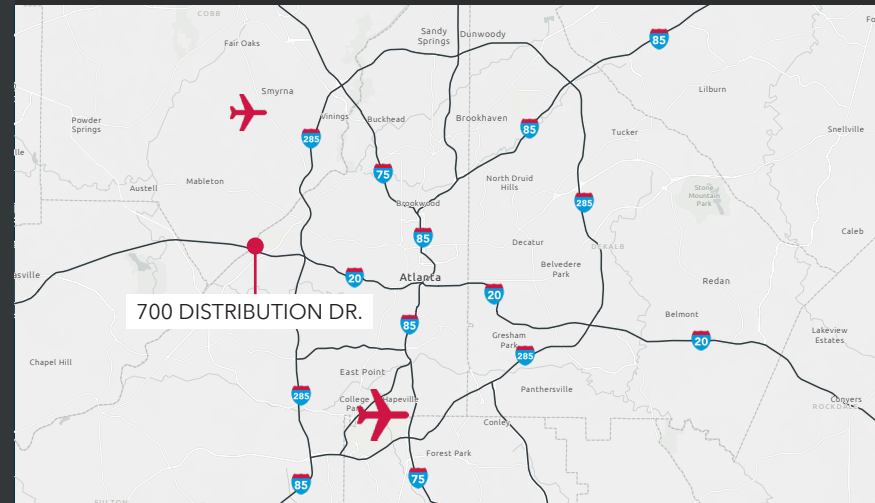 COBB
Fair Oaks
Sandy
Springs
Dunwoody
85
Lilburn
Smyrna
Vinings
Buckhead
Brookhaven
85
Tucker
Snellville
Powder
Springs
285
75
lle
Austell
Mableton
North Druid
Hills
Stone
Mountain
Park
Brookwood
285
Caleb
85
Decatur
DEKALB
Belvedere
Park
asville
20
Atlanta
20
Redan
700 DISTRIBUTION DR.
85
Belmont
Lakeview
Estates
Gresham
Park
285
20
Chapel Hill
East Point
285
College
Park
Hapeville
Panthersville
Conyers
ROCKDALE
Conley
Forest Park
85
75
FULTON